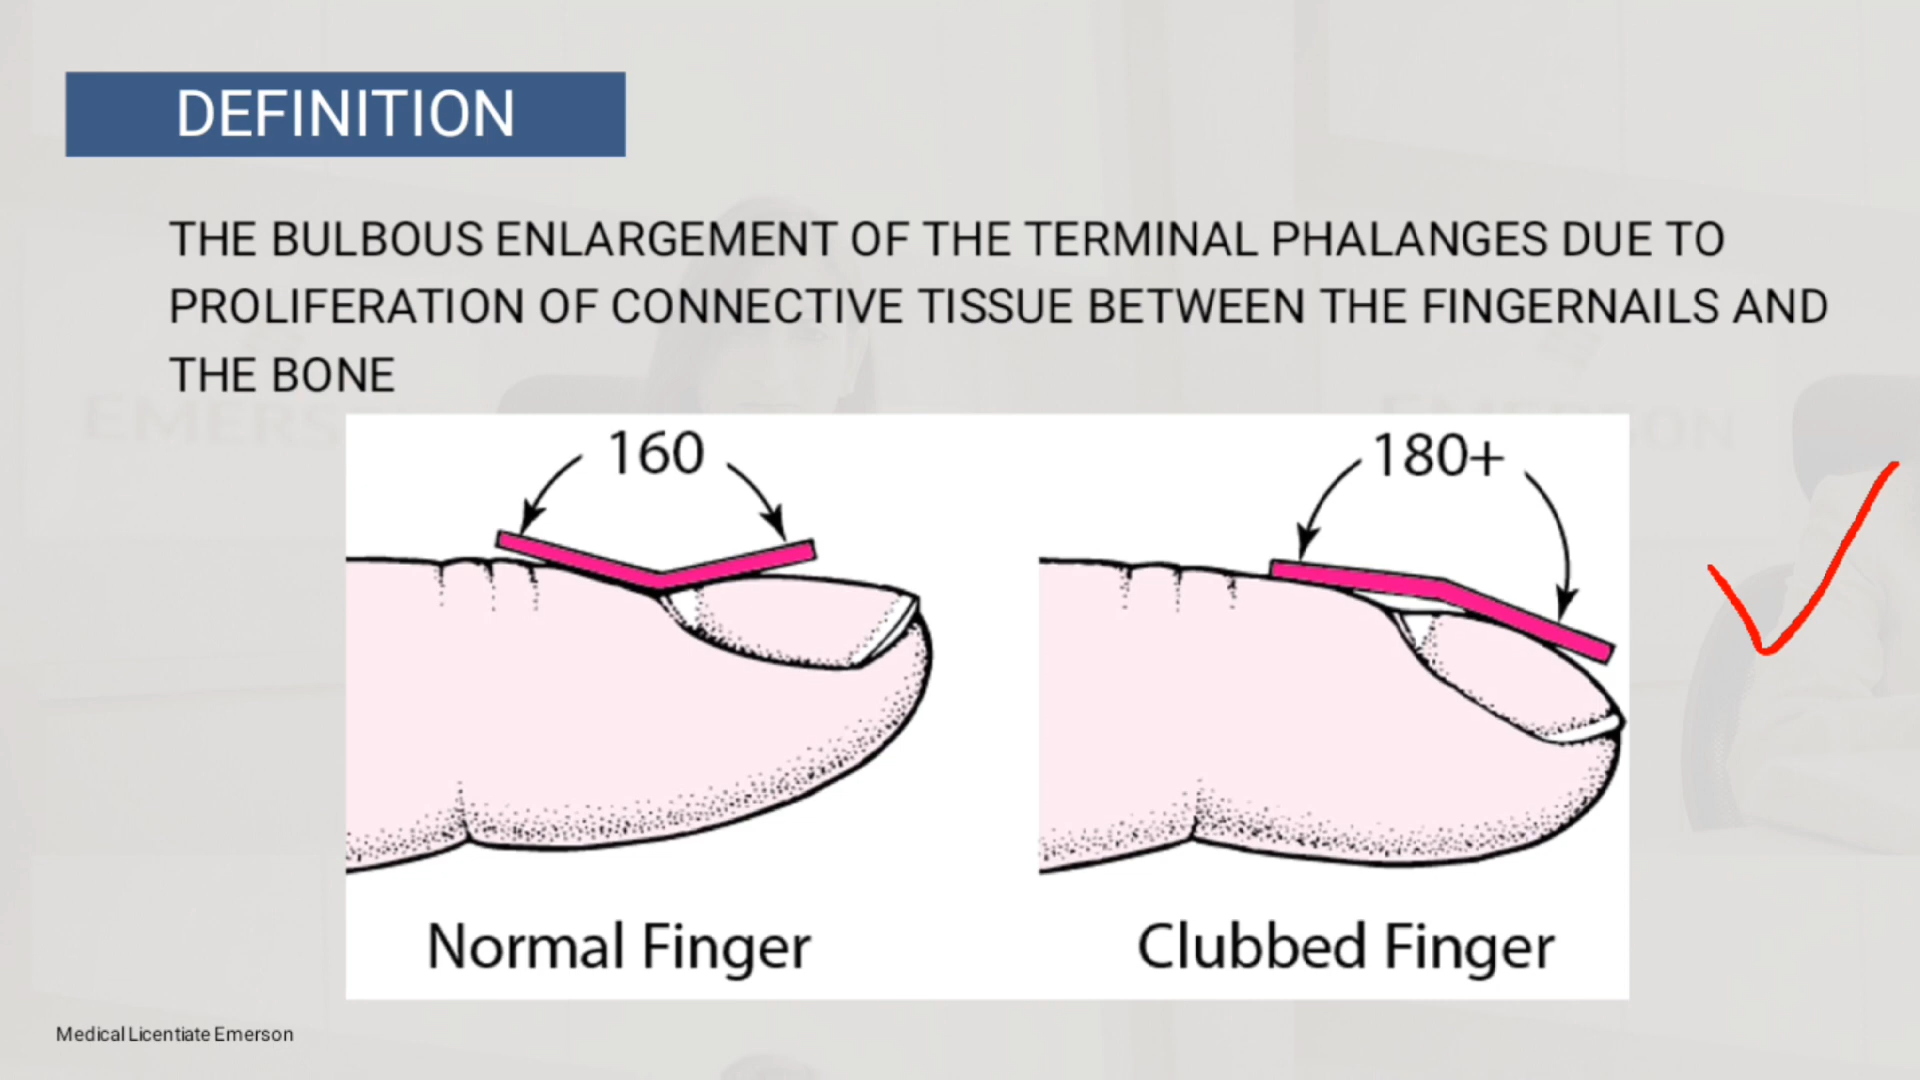 DEFINITION
THE BULBOUS ENLARGEMENT OF THE TERMINAL PHALANGES DUE TO
PROLIFERATION OF CONNECTIVE TISSUE BETWEEN THE FINGERNAILS AND
THE BONE
160
180+
Normal Finger
Clubbed Finger
Medical Licentiate Emerson